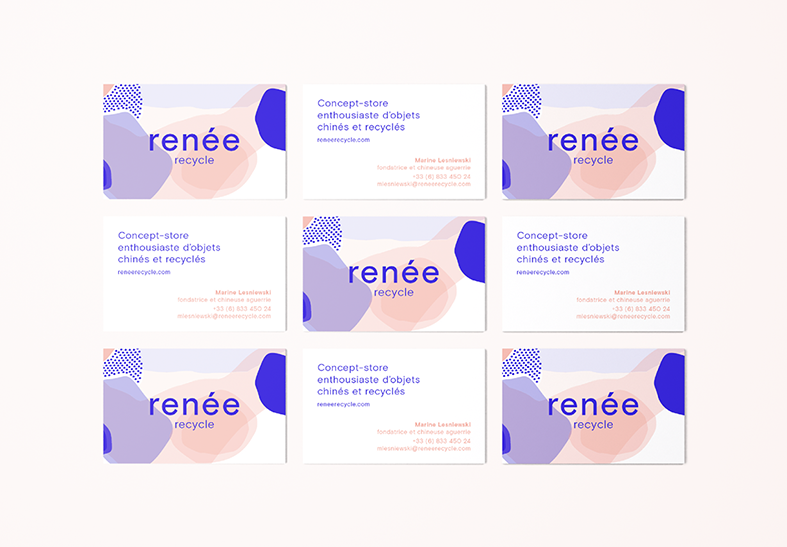 renée
recycle
Concept-store
enthousiaste d'objets
chinés et recyclés
reneerecycle.com
Marine Lesniewski
fondatrice et chineuse aguerrie
+33 (6) 833 450 24
mlesniewski@reneerecycle.com
renée
recycle
Concept-store
enthousiaste d'objets
chinés et recyclés
reneerecycle.com
Marine Lesniewski
fondatrice et chineuse aguerrie
+33 (6) 833 450 24
mlesniewski@reneerecycle.com
renée
recycle
Concept-store
enthousiaste d'objets
chinés et recyclés
reneerecycle.com
Marine Lesniewski
fondatrice et chineuse aguerrie
+33 (6) 833 450 24
mlesniewski@reneerecycle.com
renée
recycle
Concept-store
enthousiaste d'objets
chinés et recyclés
reneerecycle.com
Marine Lesniewski
fondatrice et chineuse aguerrie
+33 (6) 833 450 24
mlesniewski@reneerecycle.com
renée
recycle